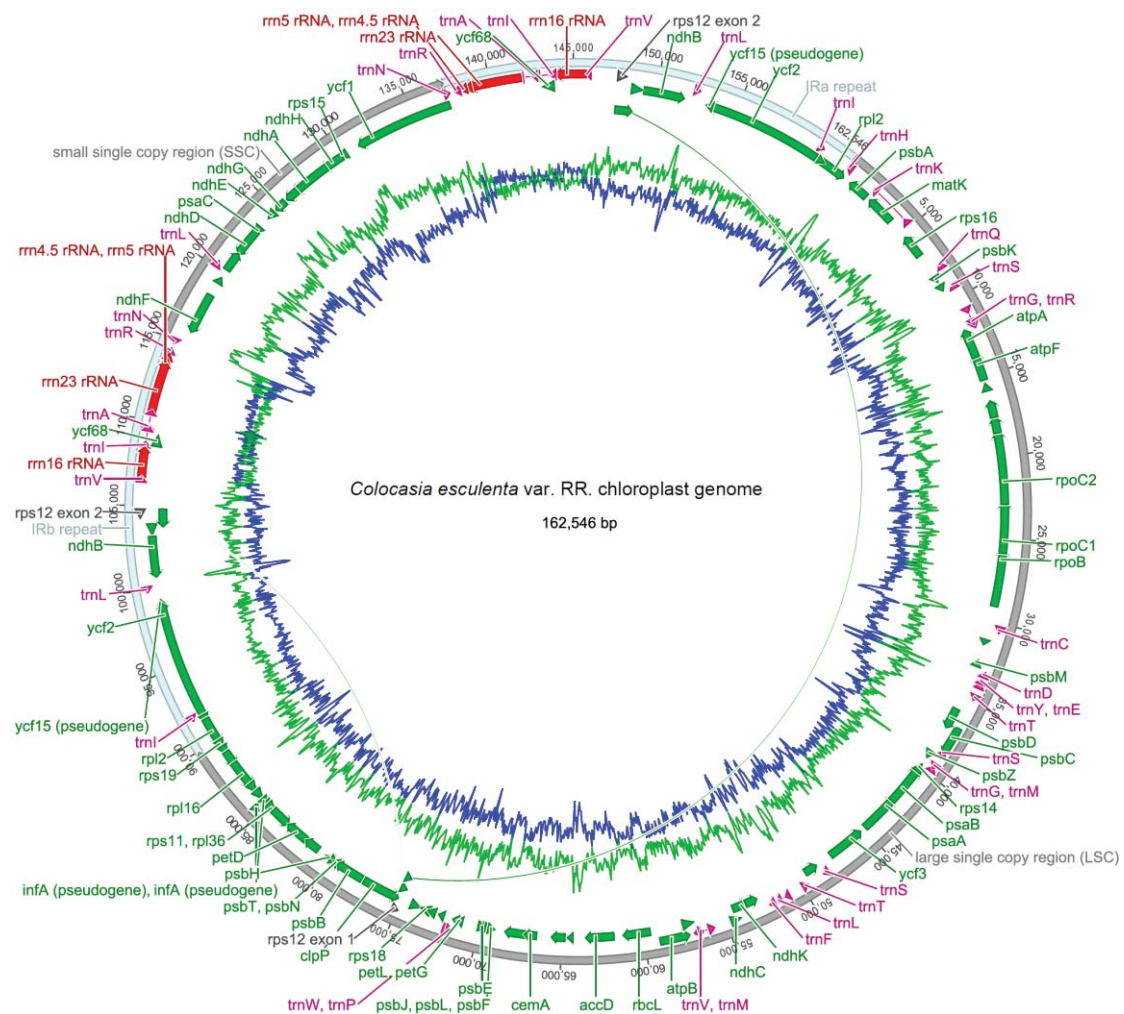 rrn5 rRNA, rrn4.5 rRNA
trnA
trnI
rrn16 rRNA
trnV
rps12 exon 2
rrn23 rRNA
ycf68
ndhB
trnL
trnR
ycf15 (pseudogene)
trnN
ycf2
ycf1
IRa repeat
rps15
trnI
ndhH
rpl2
ndhA
trnH
small single copy region (SSC)
psbA
ndhG
trnK
ndhE
matK
psaC
rps16
ndhD
trnQ
trnL
psbK
rrn4.5 rRNA, rrn5 rRNA
trnS
ndhF
trnG, trnR
trnN
atpA
trnR
atpF
rrn23 rRNA
trnA
ycf68
trnI
rrn16 rRNA
trnV
rpoC2
rps12 exon 2
IRb repeat
ndhB
rpoC1
rpoB
trnL
ycf2
trnC
psbM
trnD
trnY, trnE
trnT
psbD
ycf15 (pseudogene)
psbC
trnI
trnS
rpl2
psbZ
rps19
trnG, trnM
rps14
rpl16
psaB
rps11, rpl36
psaA
petD
large single copy region (LSC)
psbH
ycf3
infA (pseudogene), infA (pseudogene)
trnS
psbT, psbN
trnT
psbB
trnL
rps12 exon 1
trnF
clpP
rps18
ndhK
petL, petG
ndhC
trnW, trnP
psbE
psbJ, psbL, psbF
cemA
accD
rbcL
atpB
trnV, trnM
Colocasia esculenta var. RR. chloroplast genome
162,546 bp
5,000
10,000
15,000
20,000
25,000
30,000
35,000
40,000
45,000
50,000
55,000
60,000
65,000
70,000
75,000
80,000
85,000
90,000
95,000
100,000
105,000
110,000
115,000
120,000
125,000
130,000
135,000
140,000
145,000
150,000
155,000
162,546